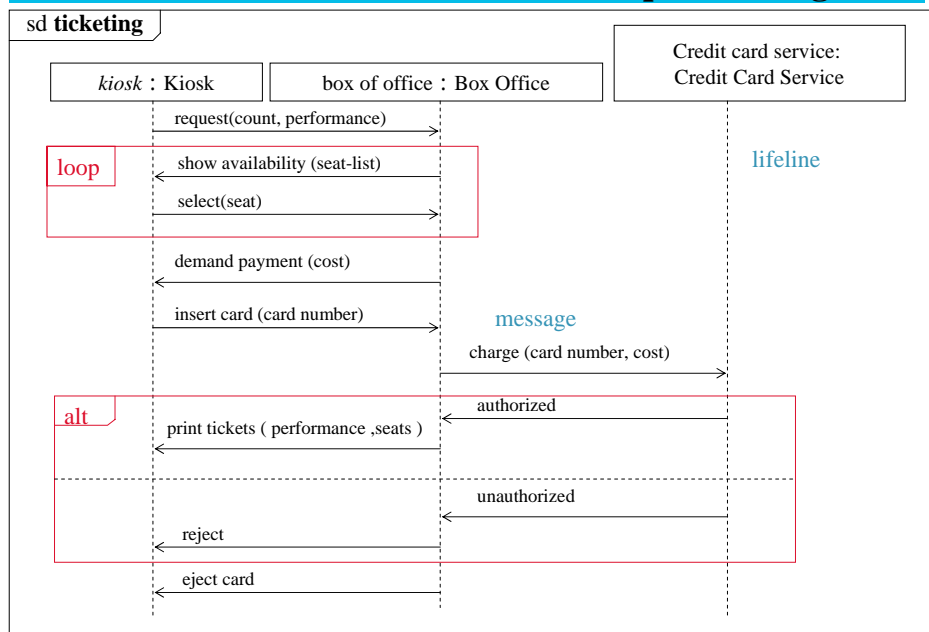 sd ticketing
Credit card service:
Credit Card Service
kiosk：Kiosk
box of office：Box Office
request(count, performance)
loop
show availability (seat-list)
lifeline
select(seat)
demand payment (cost)
insert card (card number)
message
charge (card number, cost)
alt
authorized
print tickets ( performance ,seats )
unauthorized
reject
eject card